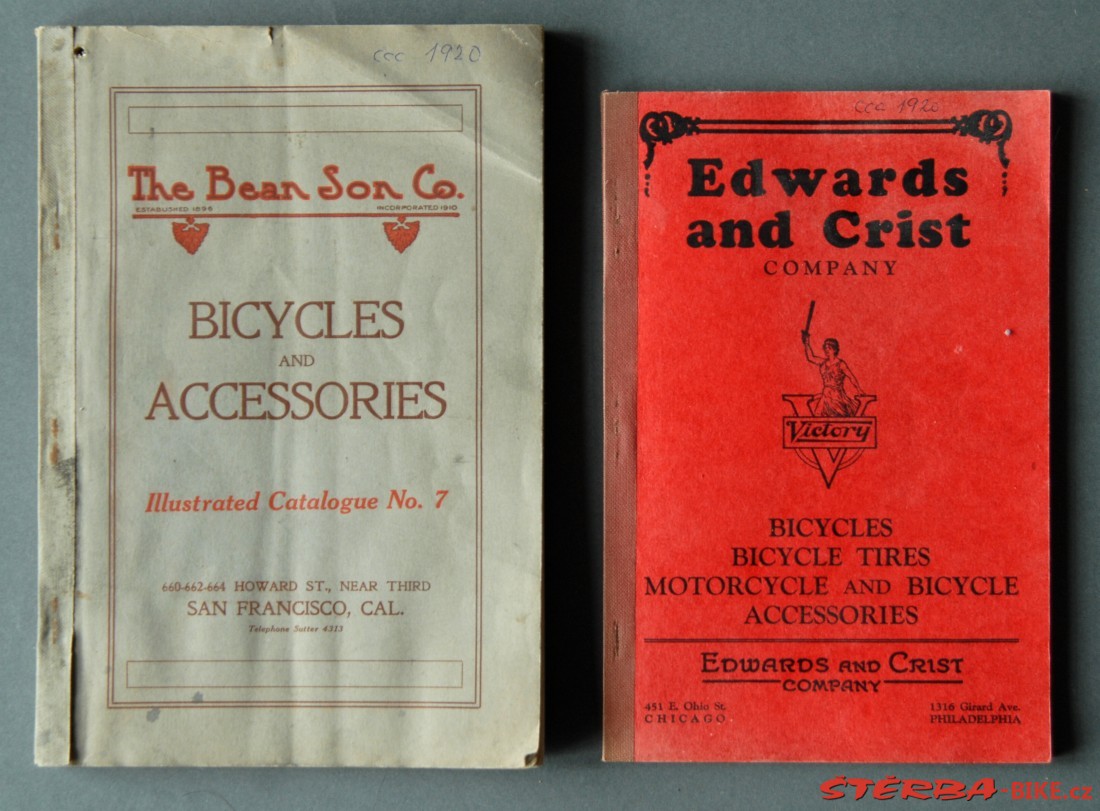 ccc 1920
The Bean Son Co.
ESTABLISHED 1896 INCORPORATED 1910
BICYCLES
AND
ACCESSORIES
Illustrated Catalogue No. 7
660-662-664 HOWARD ST., NEAR THIRD
SAN FRANCISCO, CAL.
Telephone Sutter 4313
ccc 1920
Edwards
and Crist
COMPANY
Victory
BICYCLES
BICYCLE TIRES
MOTORCYCLE AND BICYCLE
ACCESSORIES
EDWARDS AND CRIST
COMPANY
451 E. Ohio St.
CHICAGO
1316 Girard Ave.
PHILADELPHIA
ŠTĚRBA-BIKE.cz